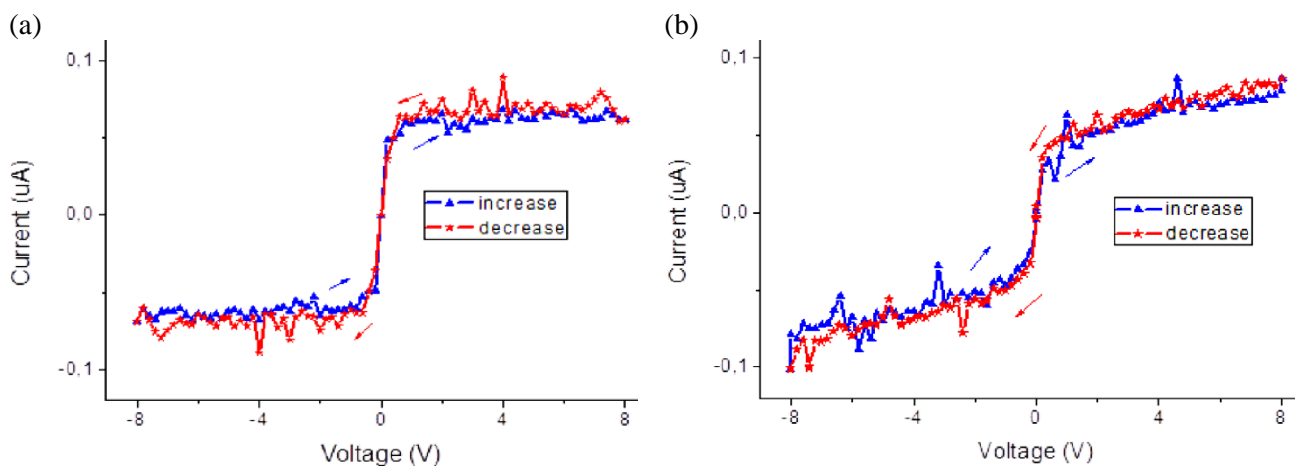 (a)
0,1
0,0
-0,1
-8
-4
0
4
8
Current (uA)
Voltage (V)
increase
decrease
(b)
0,1
0,0
-0,1
-8
-4
0
4
8
Current (uA)
Voltage (V)
increase
decrease